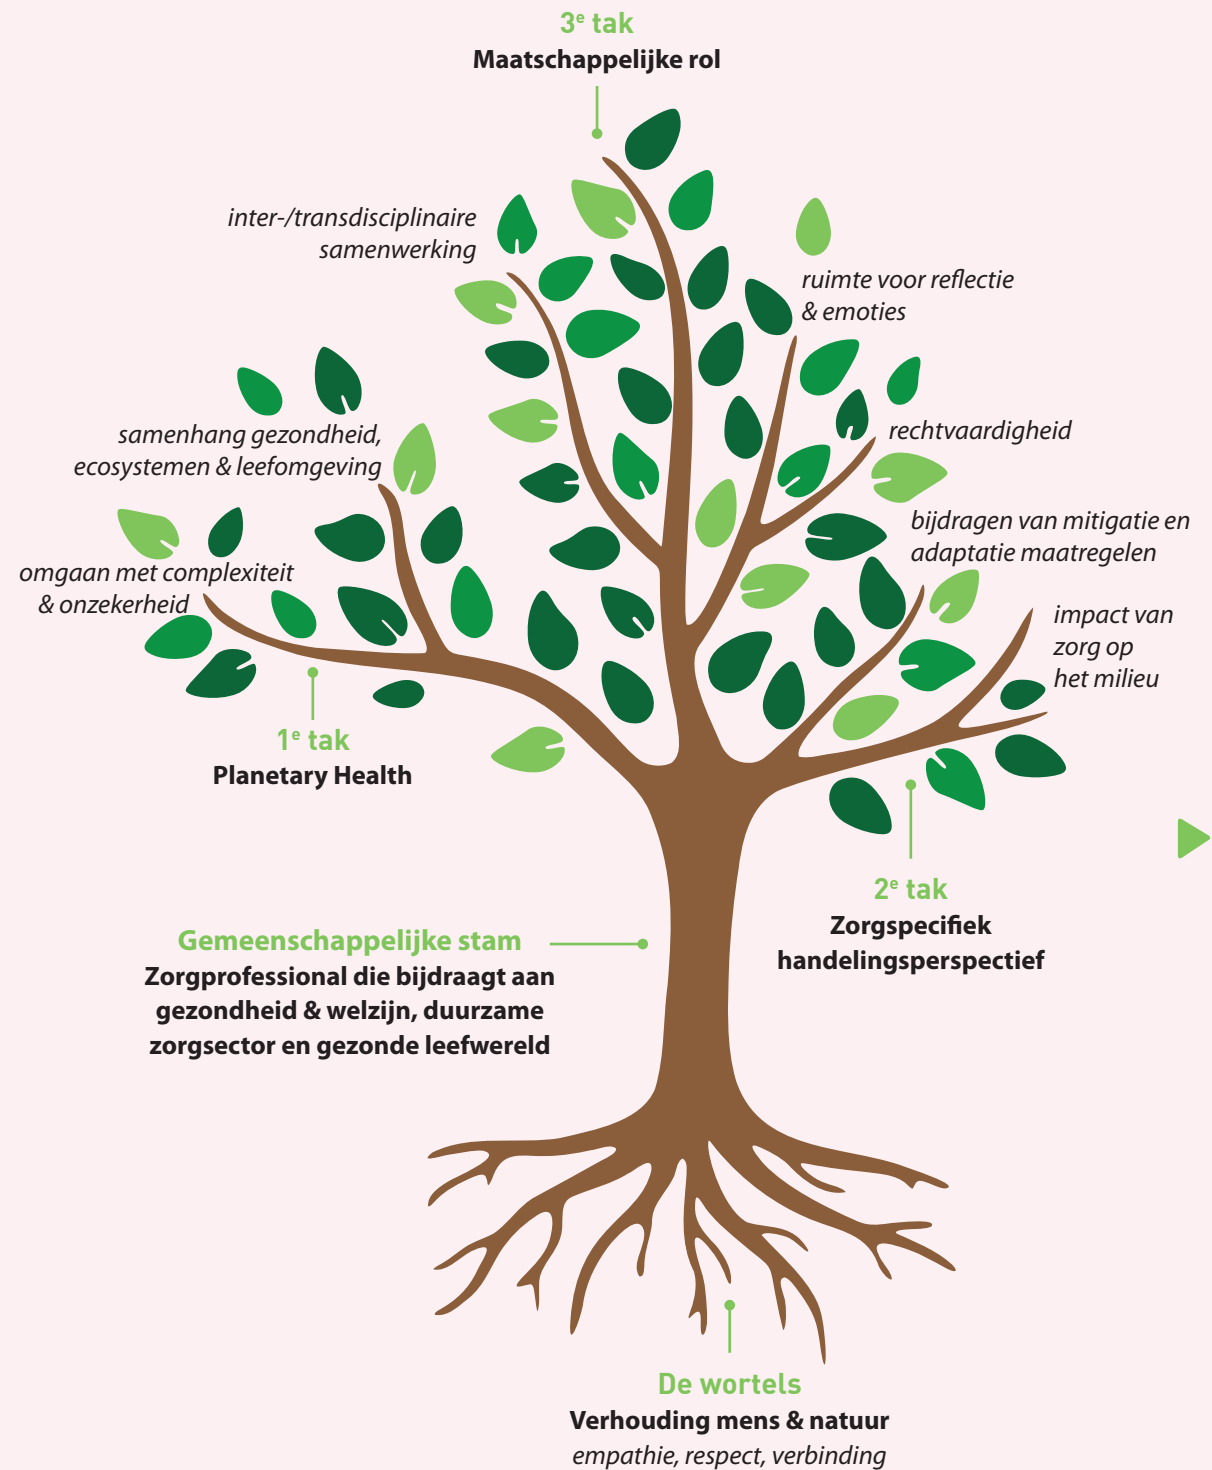 3e tak
Maatschappelijke rol
inter-/transdisciplinaire
samenwerking
ruimte voor reflectie
& emoties
samenhang gezondheid,
ecosystemen & leefomgeving
rechtvaardigheid
bijdragen van mitigatie en
adaptatie maatregelen
omgaan met complexiteit
& onzekerheid
impact van
zorg op
het milieu
1e tak
Planetary Health
2e tak
Zorgspecifiek
handelingsperspectief
Gemeenschappelijke stam
Zorgprofessional die bijdraagt aan
gezondheid & welzijn, duurzame
zorgsector en gezonde leefwereld
De wortels
Verhouding mens & natuur
empathie, respect, verbinding